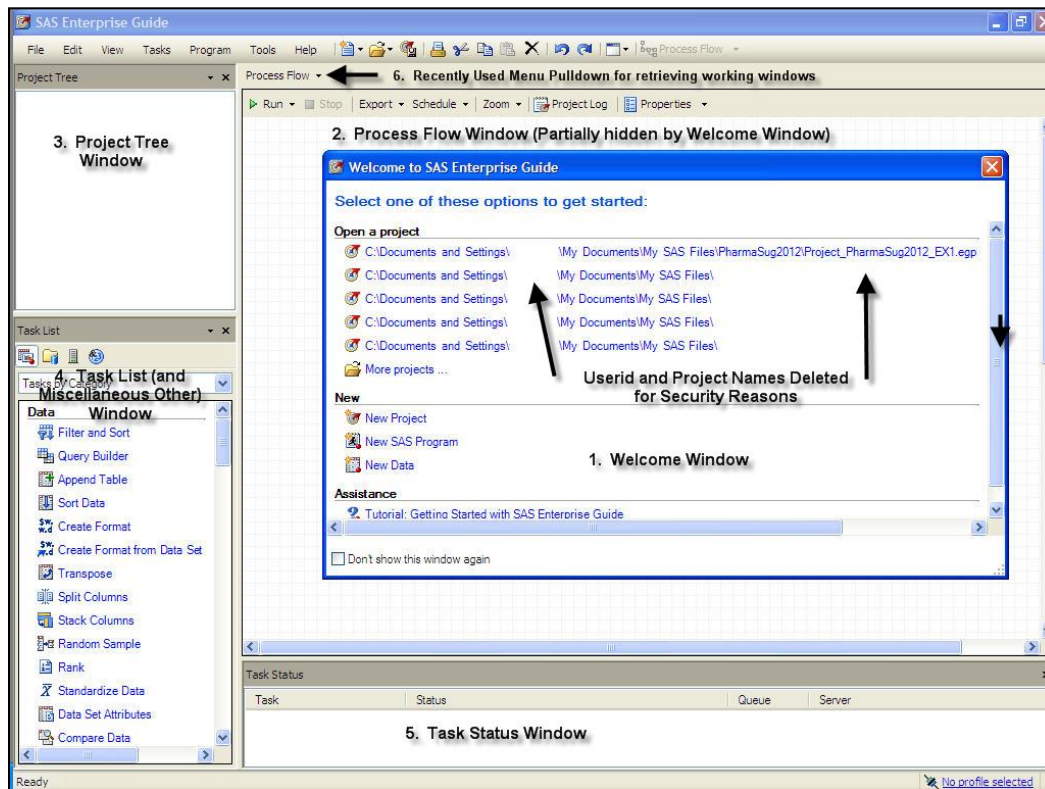 SAS Enterprise Guide
File Edit View Tasks Program Tools Help Process Flow
Project Tree
Process Flow
6. Recently Used Menu Pulldown for retrieving working windows
Run Stop Export Schedule Zoom Project Log Properties
3. Project Tree
Window
2. Process Flow Window (Partially hidden by Welcome Window)
Welcome to SAS Enterprise Guide
Select one of these options to get started:
Open a project
C:\Documents and Settings\ \My Documents\My SAS Files\PharmaSug2012\Project_PharmaSug2012_EX1.egp
C:\Documents and Settings\ \My Documents\My SAS Files\
C:\Documents and Settings\ \My Documents\My SAS Files\
C:\Documents and Settings\ \My Documents\My SAS Files\
C:\Documents and Settings\ \My Documents\My SAS Files\
More projects ...
Userid and Project Names Deleted
for Security Reasons
New
New Project
New SAS Program
New Data
1. Welcome Window
Assistance
Tutorial: Getting Started with SAS Enterprise Guide
Don't show this window again
Task List
Tasks by Category
4. Task List (and
Miscellaneous Other)
Window
Data
Filter and Sort
Query Builder
Append Table
Sort Data
Create Format
Create Format from Data Set
Transpose
Split Columns
Stack Columns
Random Sample
Rank
Standardize Data
Data Set Attributes
Compare Data
Task Status
Task Status Queue Server
5. Task Status Window
Ready
No profile selected